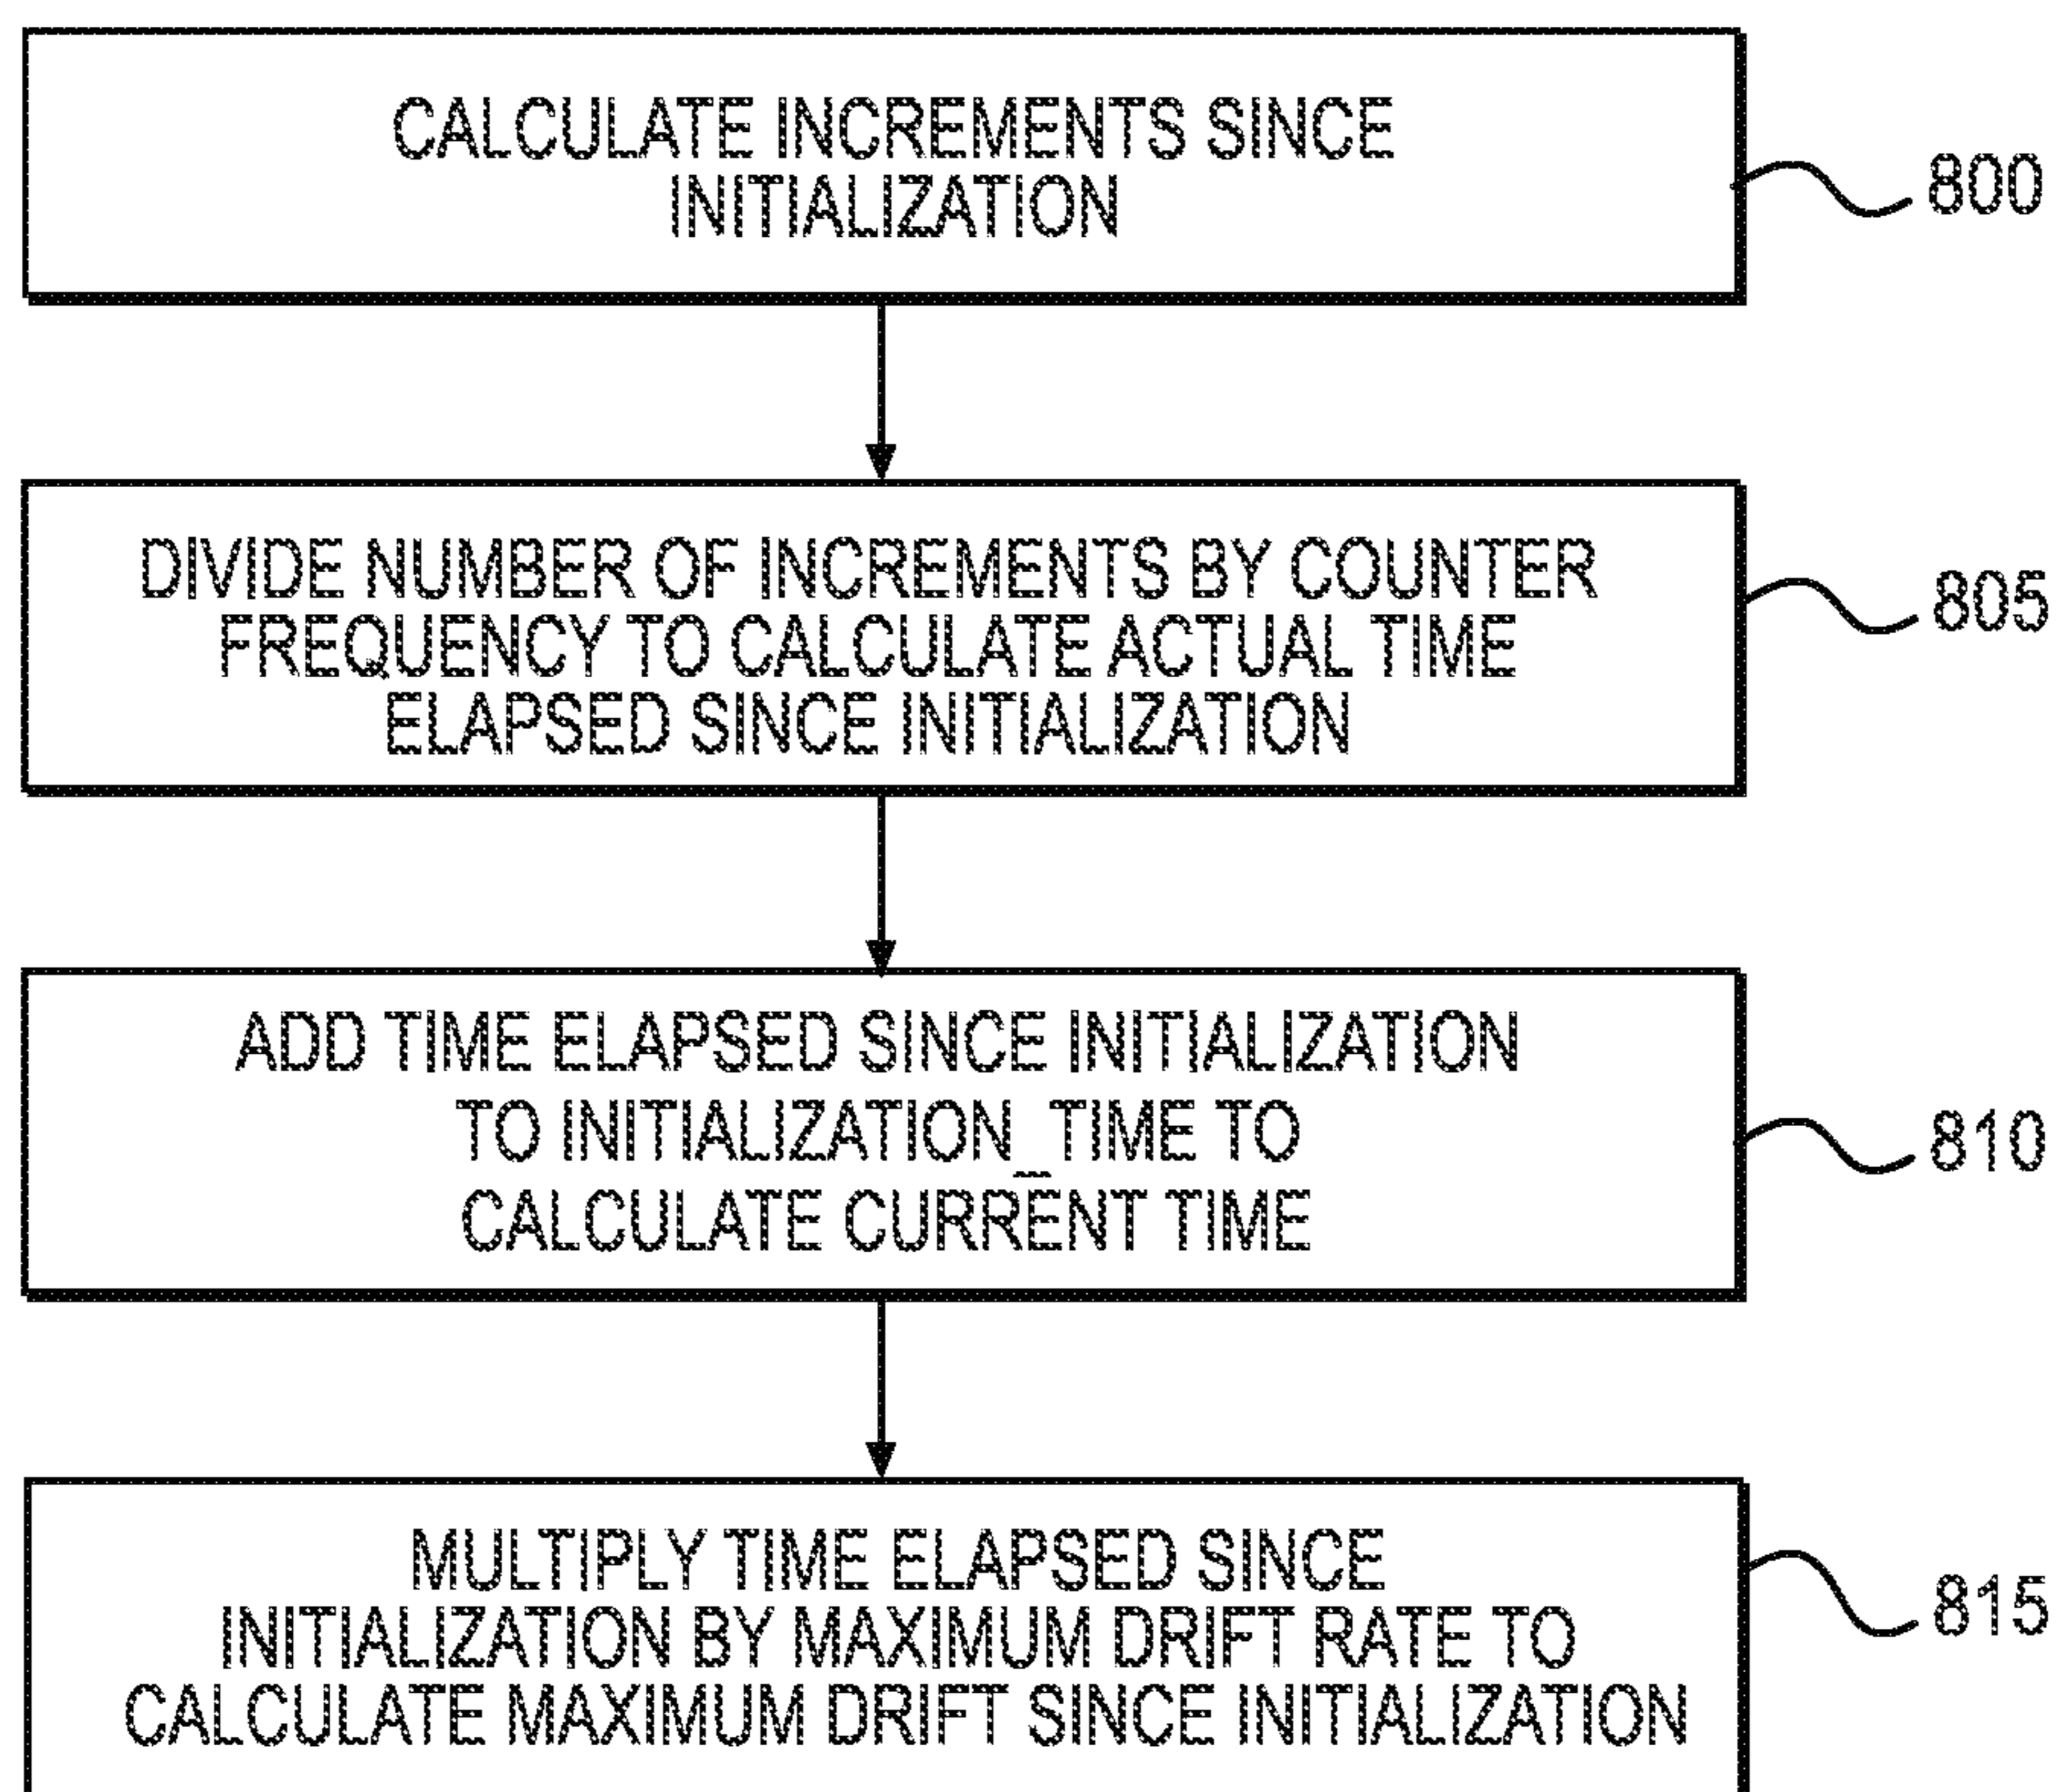 CALCULATE INCREMENTS SINCE
INITIALIZATION
800
DIVIDE NUMBER OF INCREMENTS BY COUNTER
FREQUENCY TO CALCULATE ACTUAL TIME
ELAPSED SINCE INITIALIZATION
805
ADD TIME ELAPSED SINCE INITIALIZATION
TO INITIALIZATION_TIME TO
CALCULATE CURRENT TIME
810
MULTIPLY TIME ELAPSED SINCE
INITIALIZATION BY MAXIMUM DRIFT RATE TO
CALCULATE MAXIMUM DRIFT SINCE INITIALIZATION
815